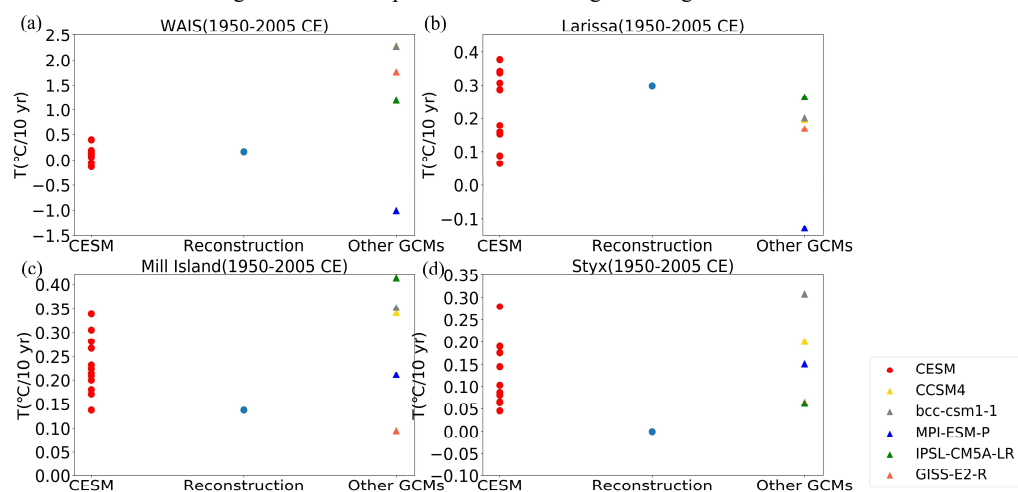 (a)
WAIS(1950-2005 CE)
2.5
2.0
1.5
1.0
0.5
0.0
−0.5
−1.0
−1.5
T(℃/10 yr)
CESM Reconstruction Other GCMs
(b)
Larissa(1950-2005 CE)
0.4
0.3
0.2
0.1
0.0
−0.1
T(℃/10 yr)
CESM Reconstruction Other GCMs
(c)
Mill Island(1950-2005 CE)
0.40
0.35
0.30
0.25
0.20
0.15
0.10
0.05
0.00
T(℃/10 yr)
CESM Reconstruction Other GCMs
(d)
Styx(1950-2005 CE)
0.35
0.30
0.25
0.20
0.15
0.10
0.05
0.00
−0.05
−0.10
T(℃/10 yr)
CESM Reconstruction Other GCMs
CESM
CCSM4
bcc-csm1-1
MPI-ESM-P
IPSL-CM5A-LR
GISS-E2-R